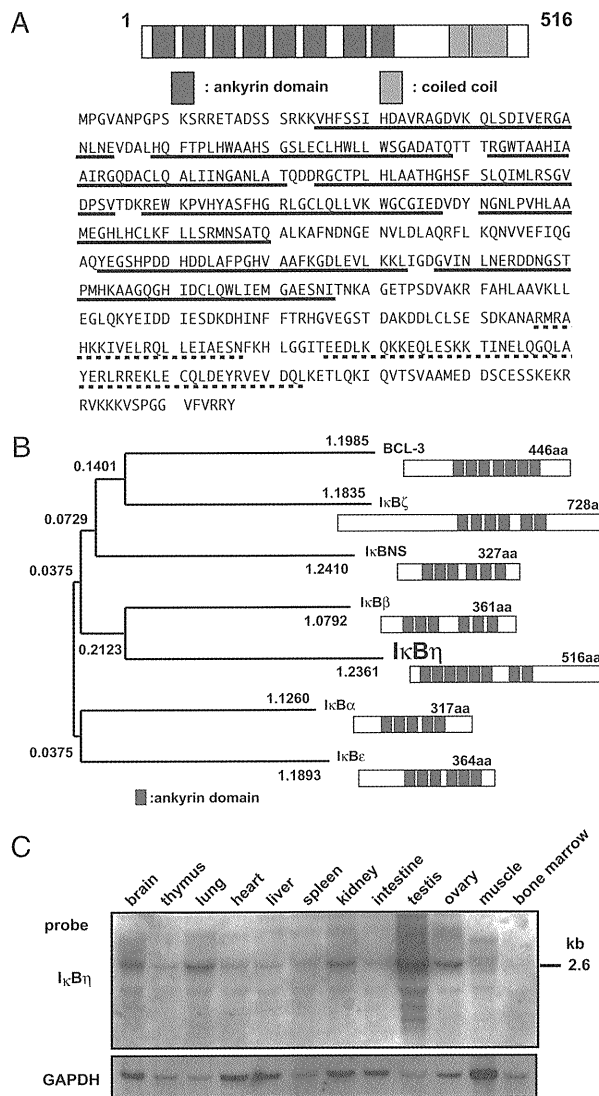 A
1 516
: ankyrin domain : coiled coil
MPGVANPGPS KSRRETADSS SRKKVHFSSI HDAVRAGDVK QLSDIVERGA
NLNEVDALHQ FTPLHWAAHS GSLECLHWLL WSGADATQTT TRGWTAAHIA
AIRGQDACLQ ALIINGANLA TQDDRGCTPL HLAATHGHSF SLQIMLRSGV
DPSVTDKREW KPVHYASFHG RLGCLQLLVK WGCGIEDVDY NGNLPVHLAA
MEGHLHCLKF LLSRMNSATQ ALKAFNDNGE NVLDLAQRFL KQNVVEFIQG
AQYEGSHPDD HDDLAFPGHV AAFKGDLEVL KKLIGDGVIN LNERDDNGST
PMHKAAGQGH IDCLQWLIEM GAESNITNKA GETPSDVAKR FAHLAAVKLL
EGLQKYEIDD IESDKDHINF FTRHGVEGST DAKDDLCLSE SDKANARMRA
HKKIVELRQL LEIAESNFKH LGGITEEDLK QKKEQLESKK TINELQGQLA
YERLRREKLE CQLDEYRVEV DQLKETLQKI QVTSVAAMED DSCESSKEKR
RVKKKVSPGG VFVRRY
B
0.1401 1.1985 BCL-3 446aa
0.0729 1.1835 IκBζ 728aa
0.0375 1.2410 IκBNS 327aa
0.2123 1.0792 IκBβ 361aa
1.2361 IκBη 516aa
1.1260 IκBα 317aa
0.0375 1.1893 IκBε 364aa
:ankyrin domain
C
brain thymus lung heart liver spleen kidney intestine testis ovary muscle bone marrow
probe
kb
IκBη 2.6
GAPDH